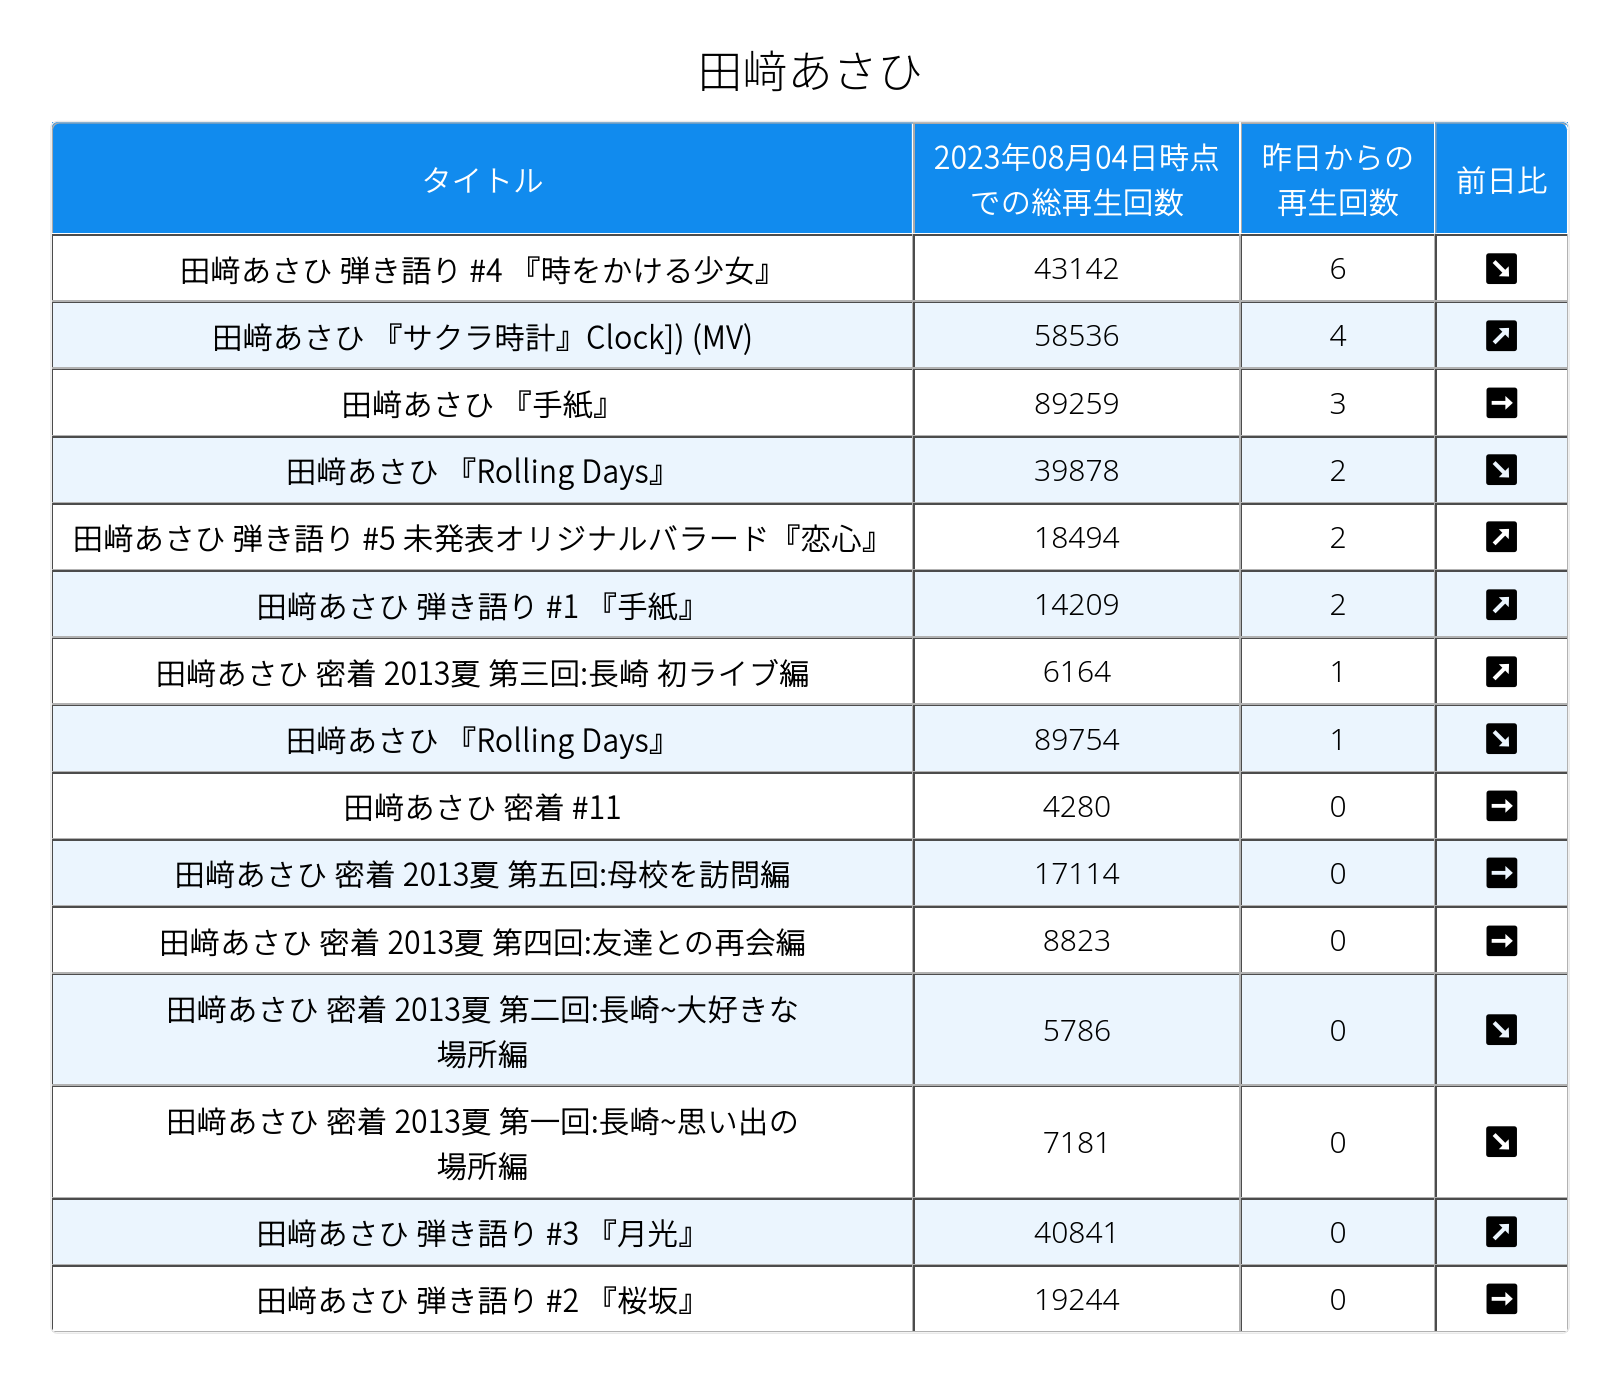 田﨑あさひ
タイトル
2023年08月04日時点
での総再生回数
昨日からの
再生回数
前日比
田﨑あさひ 弾き語り #4 『時をかける少女』 43142 6
田﨑あさひ 『サクラ時計』Clock]) (MV) 58536 4
田﨑あさひ 『手紙』 89259 3
田﨑あさひ 『Rolling Days』 39878 2
田﨑あさひ 弾き語り #5 未発表オリジナルバラード『恋心』 18494 2
田﨑あさひ 弾き語り #1 『手紙』 14209 2
田﨑あさひ 密着 2013夏 第三回:長崎 初ライブ編 6164 1
田﨑あさひ 『Rolling Days』 89754 1
田﨑あさひ 密着 #11 4280 0
田﨑あさひ 密着 2013夏 第五回:母校を訪問編 17114 0
田﨑あさひ 密着 2013夏 第四回:友達との再会編 8823 0
田﨑あさひ 密着 2013夏 第二回:長崎~大好きな
場所編 5786 0
田﨑あさひ 密着 2013夏 第一回:長崎~思い出の
場所編 7181 0
田﨑あさひ 弾き語り #3 『月光』 40841 0
田﨑あさひ 弾き語り #2 『桜坂』 19244 0